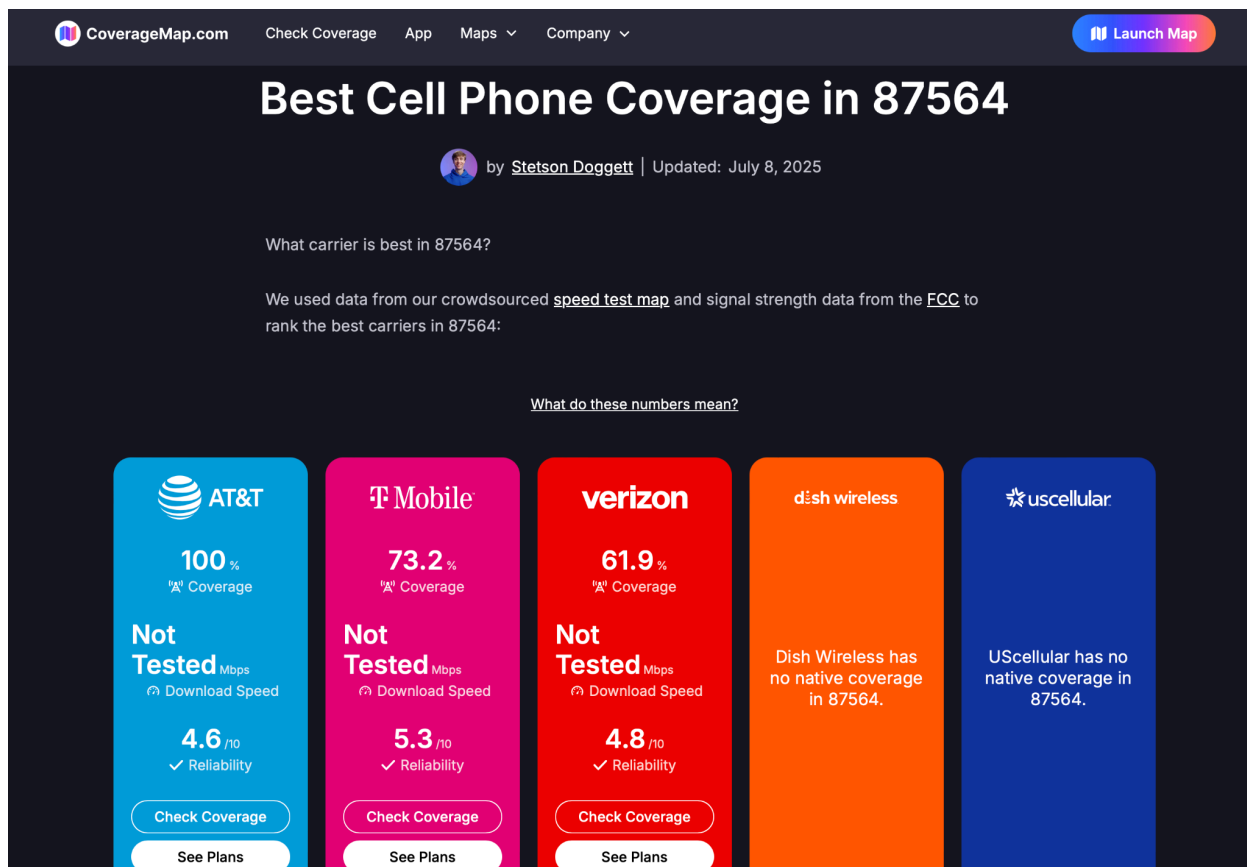 CoverageMap.com Check Coverage App Maps Company Launch Map
Best Cell Phone Coverage in 87564
by Stetson Doggett | Updated: July 8, 2025
What carrier is best in 87564?
We used data from our crowdsourced speed test map and signal strength data from the FCC to
rank the best carriers in 87564:
What do these numbers mean?
AT&T
100 %
Coverage
Not
Tested Mbps
Download Speed
4.6 /10
Reliability
Check Coverage
See Plans
T Mobile
73.2 %
Coverage
Not
Tested Mbps
Download Speed
5.3 /10
Reliability
Check Coverage
See Plans
verizon
61.9 %
Coverage
Not
Tested Mbps
Download Speed
4.8 /10
Reliability
Check Coverage
See Plans
dish wireless
Dish Wireless has
no native coverage
in 87564.
uscellular
UScellular has no
native coverage in
87564.